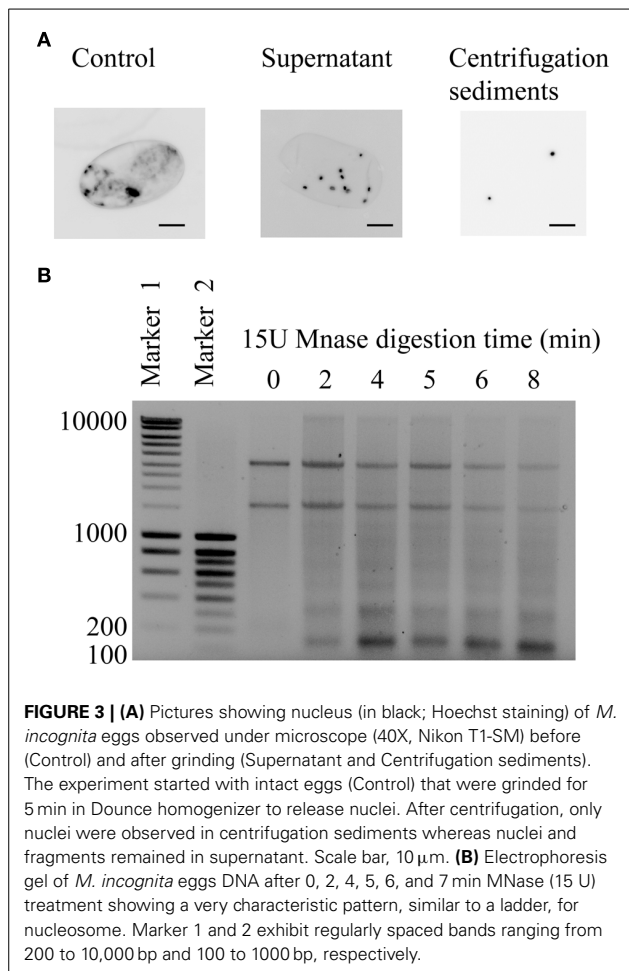 A
Control
Supernatant
Centrifugation
sediments
B
Marker 1
Marker 2
15U Mnase digestion time (min)
0 2 4 5 6 8
10000
1000
200
100
FIGURE 3 | (A) Pictures showing nucleus (in black; Hoechst staining) of M.
incognita eggs observed under microscope (40X, Nikon T1-SM) before
(Control) and after grinding (Supernatant and Centrifugation sediments).
The experiment started with intact eggs (Control) that were grinded for
5 min in Dounce homogenizer to release nuclei. After centrifugation, only
nuclei were observed in centrifugation sediments whereas nuclei and
fragments remained in supernatant. Scale bar, 10 μm. (B) Electrophoresis
gel of M. incognita eggs DNA after 0, 2, 4, 5, 6, and 7 min MNase (15 U)
treatment showing a very characteristic pattern, similar to a ladder, for
nucleosome. Marker 1 and 2 exhibit regularly spaced bands ranging from
200 to 10,000 bp and 100 to 1000 bp, respectively.